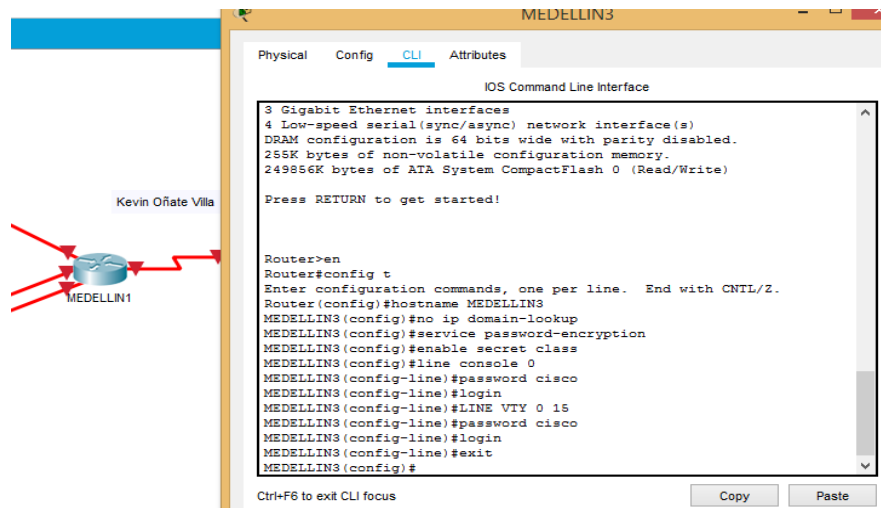 MEDELLIN3
Physical Config CLI Attributes
IOS Command Line Interface
3 Gigabit Ethernet interfaces
4 Low-speed serial(sync/async) network interface(s)
DRAM configuration is 64 bits wide with parity disabled.
255K bytes of non-volatile configuration memory.
249856K bytes of ATA System CompactFlash 0 (Read/Write)
Press RETURN to get started!
Router>en
Router#config t
Enter configuration commands, one per line. End with CNTL/Z.
Router(config)#hostname MEDELLIN3
MEDELLIN3(config)#no ip domain-lookup
MEDELLIN3(config)#service password-encryption
MEDELLIN3(config)#enable secret class
MEDELLIN3(config)#line console 0
MEDELLIN3(config-line)#password cisco
MEDELLIN3(config-line)#login
MEDELLIN3(config-line)#LINE VTY 0 15
MEDELLIN3(config-line)#password cisco
MEDELLIN3(config-line)#login
MEDELLIN3(config-line)#exit
MEDELLIN3(config)#
Ctrl+F6 to exit CLI focus
Copy Paste
Kevin Oñate Villa
MEDELLIN1